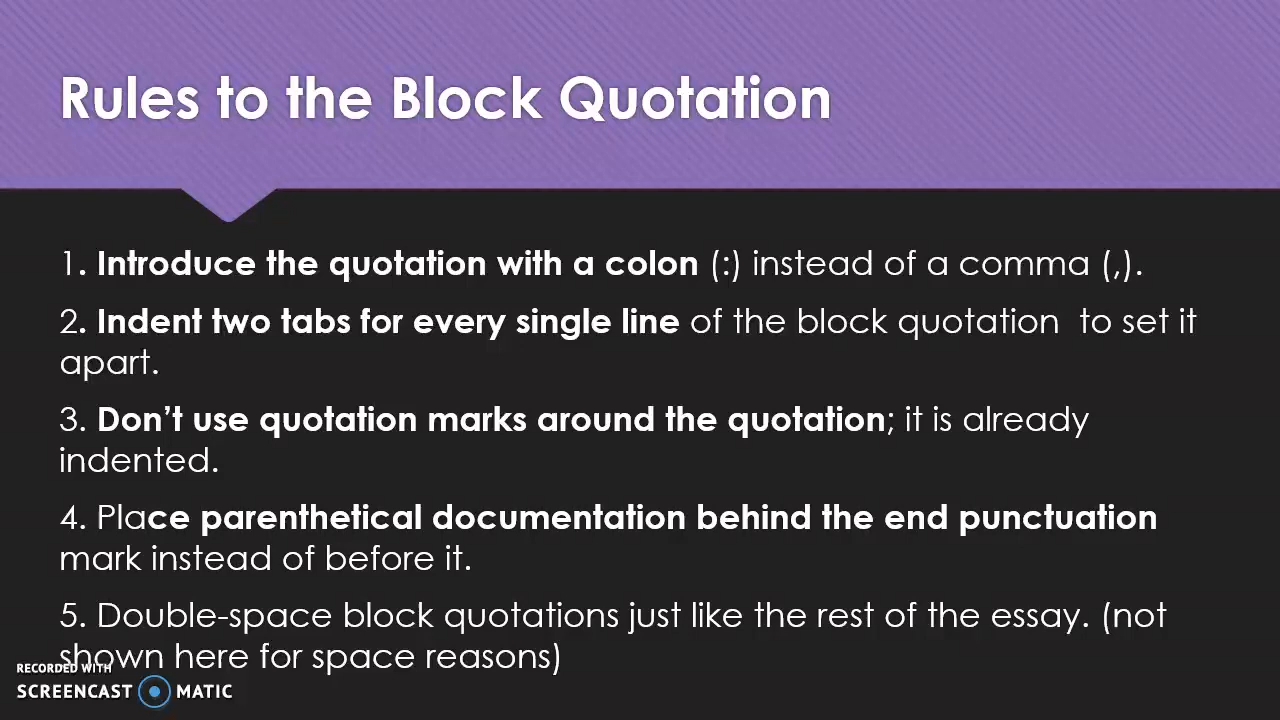 Rules to the Block Quotation
1. Introduce the quotation with a colon (:) instead of a comma (,).
2. Indent two tabs for every single line of the block quotation  to set it
apart.
3. Don’t use quotation marks around the quotation; it is already
indented.
4. Place parenthetical documentation behind the end punctuation
mark instead of before it.
5. Double-space block quotations just like the rest of the essay. (not
shown here for space reasons)
RECORDED WITH
SCREENCAST MATIC